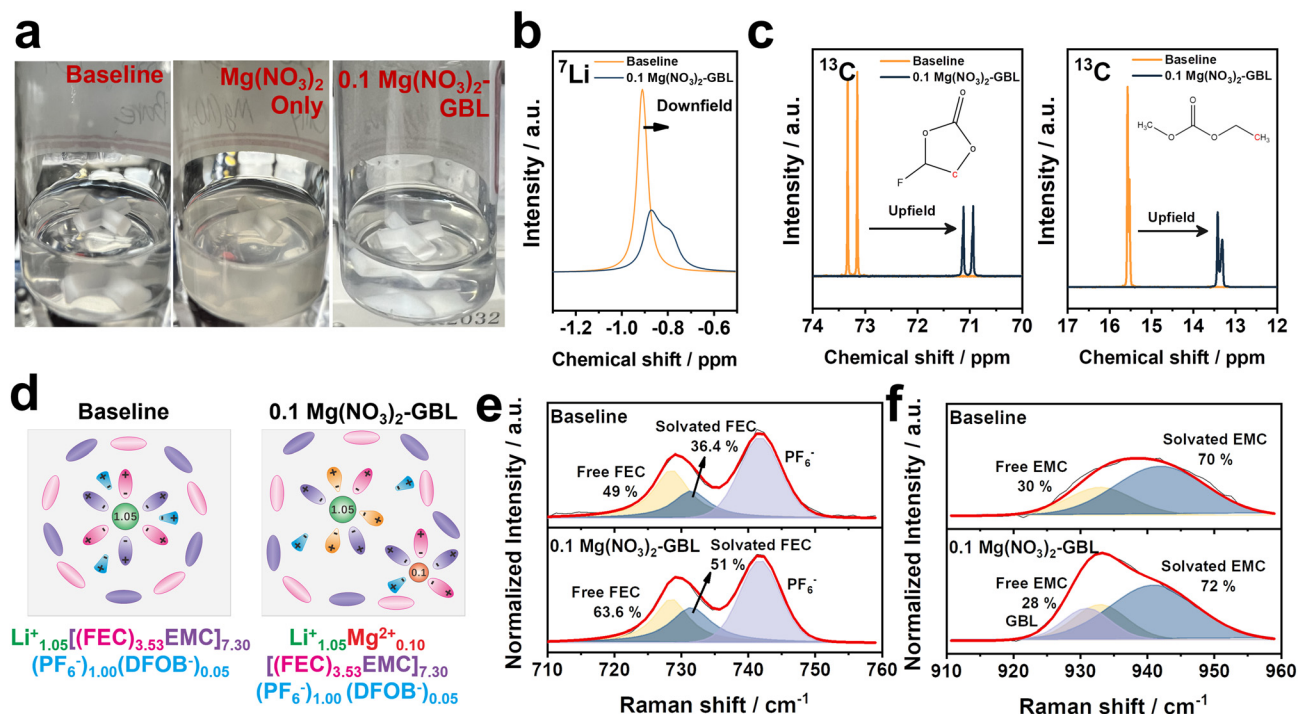 a
Baseline
Mg(NO₃)₂
Only
0.1 Mg(NO₃)₂-
GBL
2032
b
⁷Li
Baseline
0.1 Mg(NO₃)₂-GBL
Downfield
Intensity / a.u.
-1.2
-1.0
-0.8
-0.6
Chemical shift / ppm
c
¹³C
Baseline
0.1 Mg(NO₃)₂-GBL
O
O
O
F
C
Upfield
Intensity / a.u.
74
73
72
71
70
Chemical shift / ppm
¹³C
Baseline
0.1 Mg(NO₃)₂-GBL
O
H₃C
O
O
CH₃
Upfield
Intensity / a.u.
17
16
15
14
13
12
Chemical shift / ppm
d
Baseline
0.1 Mg(NO₃)₂-GBL
1.05
1.05
0.1
Li⁺₁.₀₅[(FEC)₃.₅₃EMC]₇.₃₀
(PF₆⁻)₁.₀₀(DFOB⁻)₀.₀₅
Li⁺₁.₀₅Mg²⁺₀.₁₀
[(FEC)₃.₅₃EMC]₇.₃₀
(PF₆⁻)₁.₀₀ (DFOB⁻)₀.₀₅
e
Normalized Intensity / a.u.
Baseline
Solvated FEC
36.4 %
Free FEC
49 %
PF₆⁻
0.1 Mg(NO₃)₂-GBL
Solvated FEC
51 %
Free FEC
63.6 %
PF₆⁻
710
720
730
740
750
760
Raman shift / cm⁻¹
f
Normalized Intensity / a.u.
Baseline
Solvated EMC
70 %
Free EMC
30 %
0.1 Mg(NO₃)₂-GBL
Solvated EMC
72 %
Free EMC
28 %
GBL
910
920
930
940
950
960
Raman shift / cm⁻¹